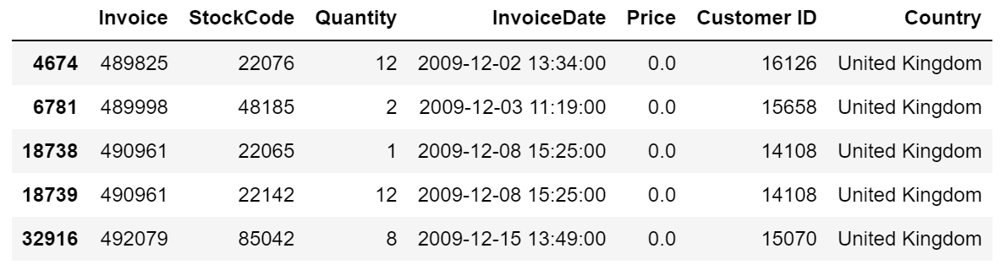 Invoice StockCode Quantity InvoiceDate Price Customer ID Country
4674 489825 22076 12 2009-12-02 13:34:00 0.0 16126 United Kingdom
6781 489998 48185 2 2009-12-03 11:19:00 0.0 15658 United Kingdom
18738 490961 22065 1 2009-12-08 15:25:00 0.0 14108 United Kingdom
18739 490961 22142 12 2009-12-08 15:25:00 0.0 14108 United Kingdom
32916 492079 85042 8 2009-12-15 13:49:00 0.0 15070 United Kingdom